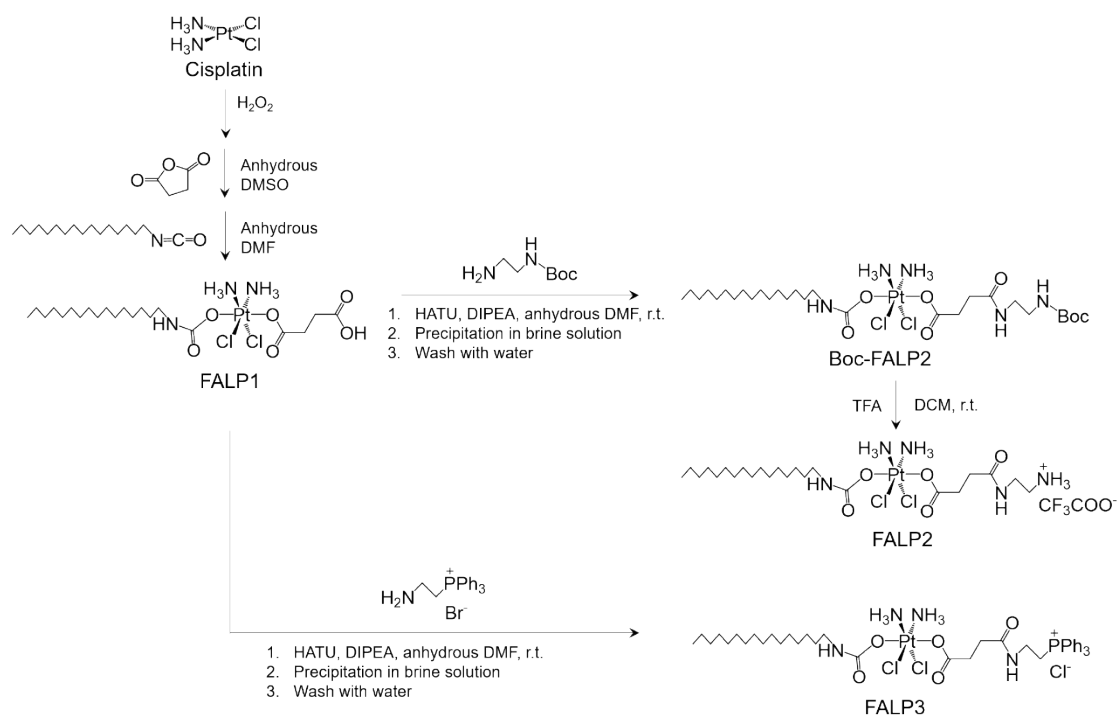 H₃N Pt Cl
H₃N Cl
Cisplatin
H₂O₂
O O O
Anhydrous
DMSO
N=C=O
Anhydrous
DMF
H₃N NH₃
HN O Pt O O
O Cl Cl O OH
FALP1
H
H₂N N Boc
1. HATU, DIPEA, anhydrous DMF, r.t.
2. Precipitation in brine solution
3. Wash with water
H₃N NH₃ O H
HN O Pt O N N Boc
O Cl Cl O H
Boc-FALP2
TFA DCM, r.t.
H₃N NH₃ O +
HN O Pt O N NH₃
O Cl Cl O H CF₃COO⁻
FALP2
+
H₂N PPh₃
Br⁻
1. HATU, DIPEA, anhydrous DMF, r.t.
2. Precipitation in brine solution
3. Wash with water
H₃N NH₃ O +
HN O Pt O N PPh₃
O Cl Cl O H Cl⁻
FALP3